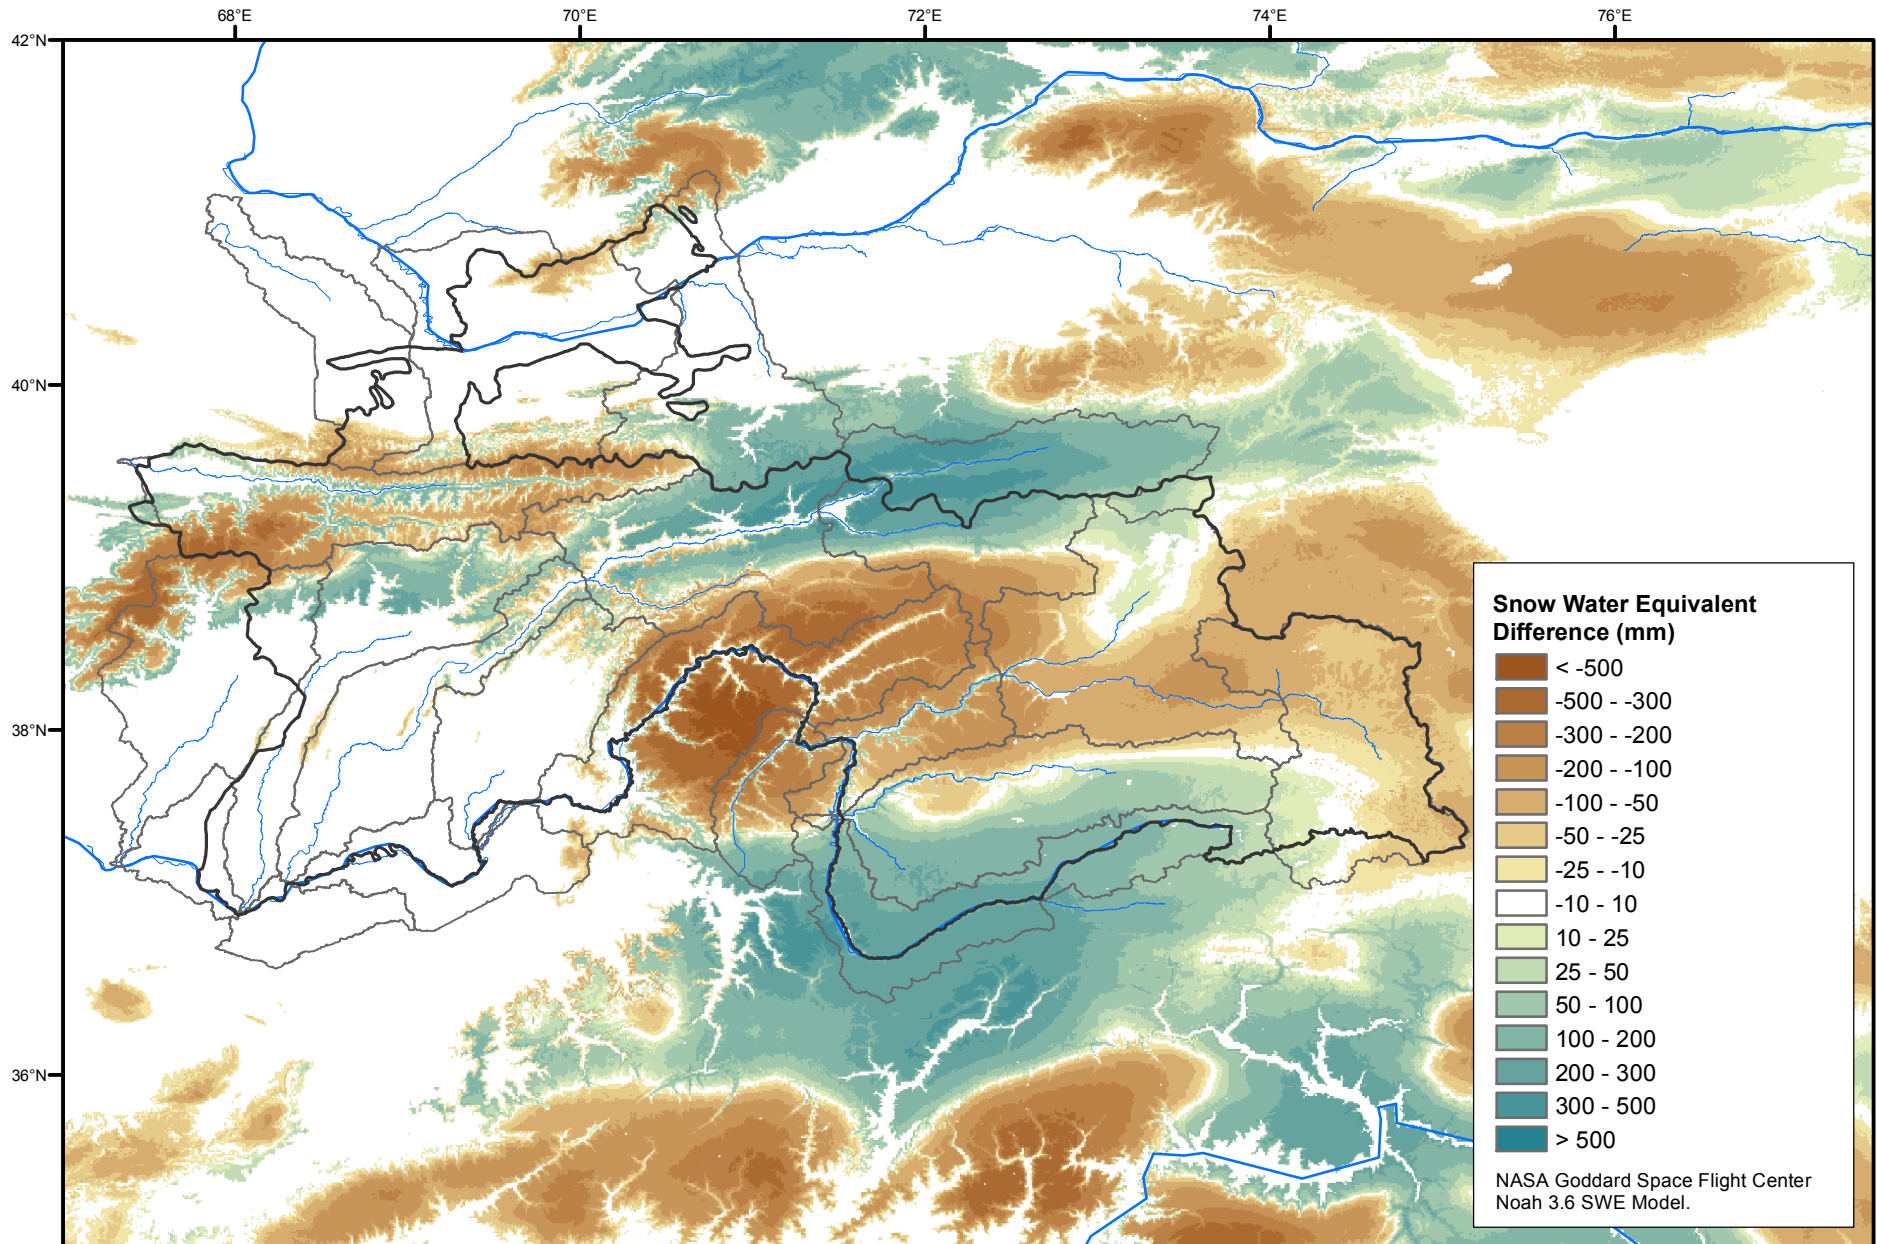 68°E 70°E 72°E 74°E 76°E
42°N
40°N
38°N
36°N
Snow Water Equivalent
Difference (mm)
< -500
-500 - -300
-300 - -200
-200 - -100
-100 - -50
-50 - -25
-25 - -10
-10 - 10
10 - 25
25 - 50
50 - 100
100 - 200
200 - 300
300 - 500
> 500
NASA Goddard Space Flight Center
Noah 3.6 SWE Model.